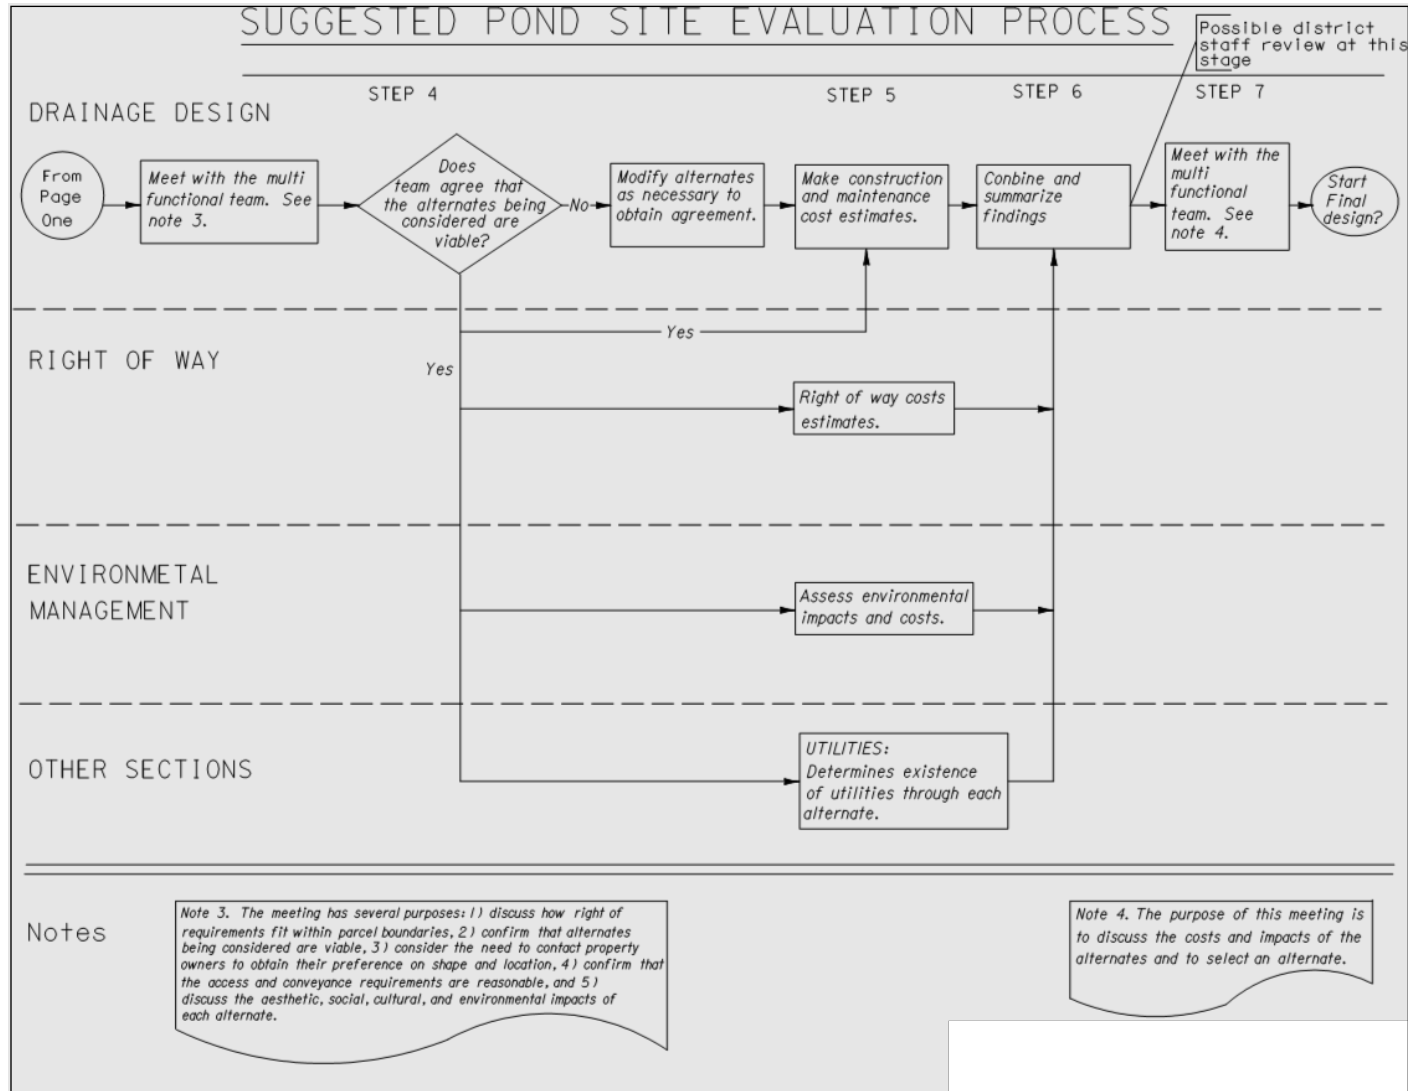 SUGGESTED POND SITE EVALUATION PROCESS
Possible district
staff review at this
stage
STEP 4
STEP 5
STEP 6
STEP 7
DRAINAGE DESIGN
From
Page
One
Meet with the multi
functional team. See
note 3.
Does
team agree that
the alternates being
considered are
viable?
No
Modify alternates
as necessary to
obtain agreement.
Make construction
and maintenance
cost estimates.
Conbine and
summarize
findings
Meet with the
multi
functional
team. See
note 4.
Start
Final
design?
Yes
RIGHT OF WAY
Yes
Right of way costs
estimates.
ENVIRONMETAL
MANAGEMENT
Assess environmental
impacts and costs.
OTHER SECTIONS
UTILITIES:
Determines existence
of utilities through each
alternate.
Notes
Note 3. The meeting has several purposes: 1) discuss how right of
requirements fit within parcel boundaries, 2) confirm that alternates
being considered are viable, 3) consider the need to contact property
owners to obtain their preference on shape and location, 4) confirm that
the access and conveyance requirements are reasonable, and 5)
discuss the aesthetic, social, cultural, and environmental impacts of
each alternate.
Note 4. The purpose of this meeting is
to discuss the costs and impacts of the
alternates and to select an alternate.